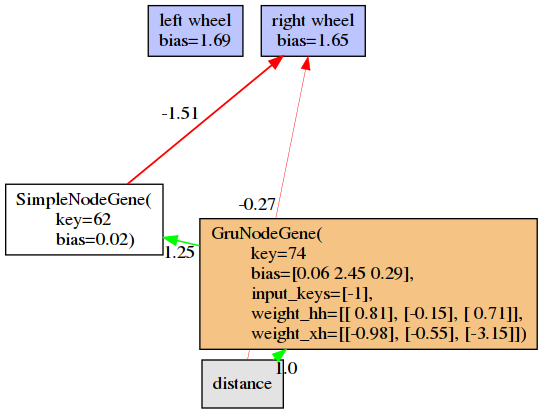 left wheel
bias=1.69
right wheel
bias=1.65
-1.51
SimpleNodeGene(
key=62
bias=0.02)
-0.27
1.25
GruNodeGene(
key=74
bias=[0.06 2.45 0.29],
input_keys=[-1],
weight_hh=[[ 0.81], [-0.15], [ 0.71]],
weight_xh=[[-0.98], [-0.55], [-3.15]])
1.0
distance